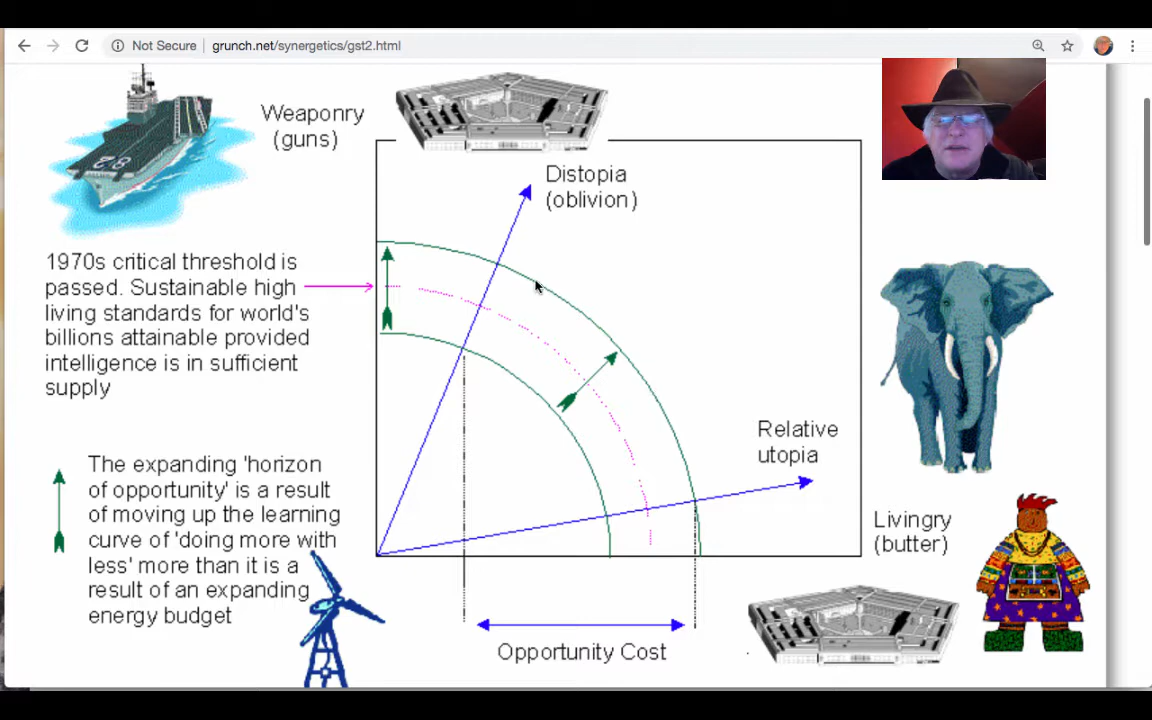 Not Secure
grunch.net/synergetics/gst2.html
Weaponry
(guns)
28
Distopia
(oblivion)
1970s critical threshold is
passed. Sustainable high
living standards for world's
billions attainable provided
intelligence is in sufficient
supply
Relative
utopia
The expanding 'horizon
of opportunity' is a result
of moving up the learning
curve of 'doing more with
less' more than it is a
result of an expanding
energy budget
Livingry
(butter)
Opportunity Cost